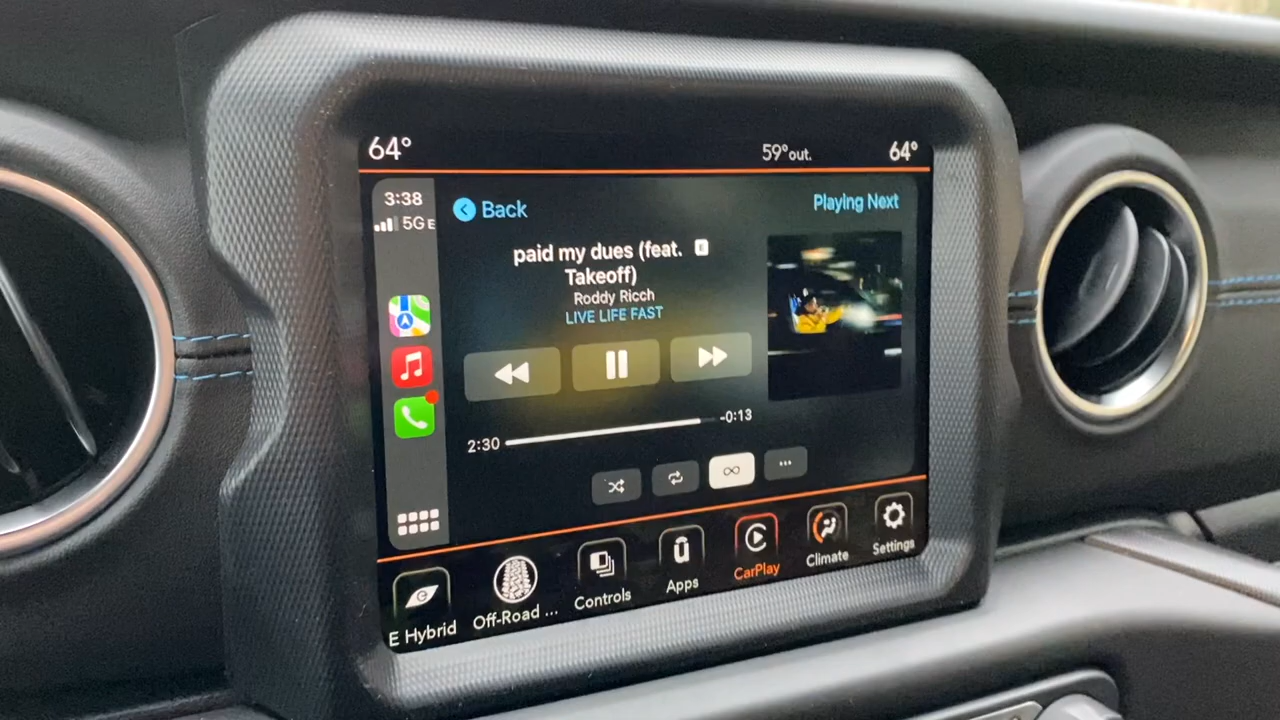 64°
59°out.
64°
3:38
5GE
Back
Playing Next
paid my dues (feat. E
Takeoff)
Roddy Ricch
LIVE LIFE FAST
2:30
-0:13
E Hybrid
Off-Road ...
Controls
Apps
CarPlay
Climate
Settings